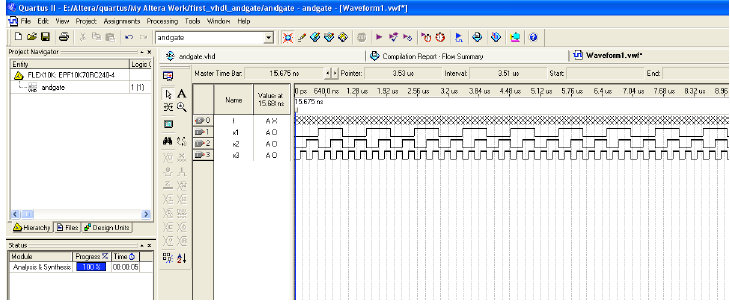 Quartus II - E:/Altera/quartus/My Altera Work/first_vhdl_andgate/andgate - andgate - [Waveform1.vwf*]
File Edit View Project Assignments Processing Tools Window Help
andgate
Project Navigator
Entity Logic C
FLEX10K: EPF10K70RC240-4
andgate 1 (1)
Hierarchy Files Design Units
Status
Module Progress % Time
Analysis & Synthesis 100 % 00:00:05
andgate.vhd Compilation Report - Flow Summary Waveform1.vwf*
Master Time Bar: 15.675 ns Pointer: 3.53 us Interval: 3.51 us Start: End:
Name Value at 15.68 ns
0 ps 640.0 ns 1.28 us 1.92 us 2.56 us 3.2 us 3.84 us 4.48 us 5.12 us 5.76 us 6.4 us 7.04 us 7.68 us 8.32 us 8.96
15.675 ns
0 f A X
1 x1 A 0
2 x2 A 0
3 x3 A 0